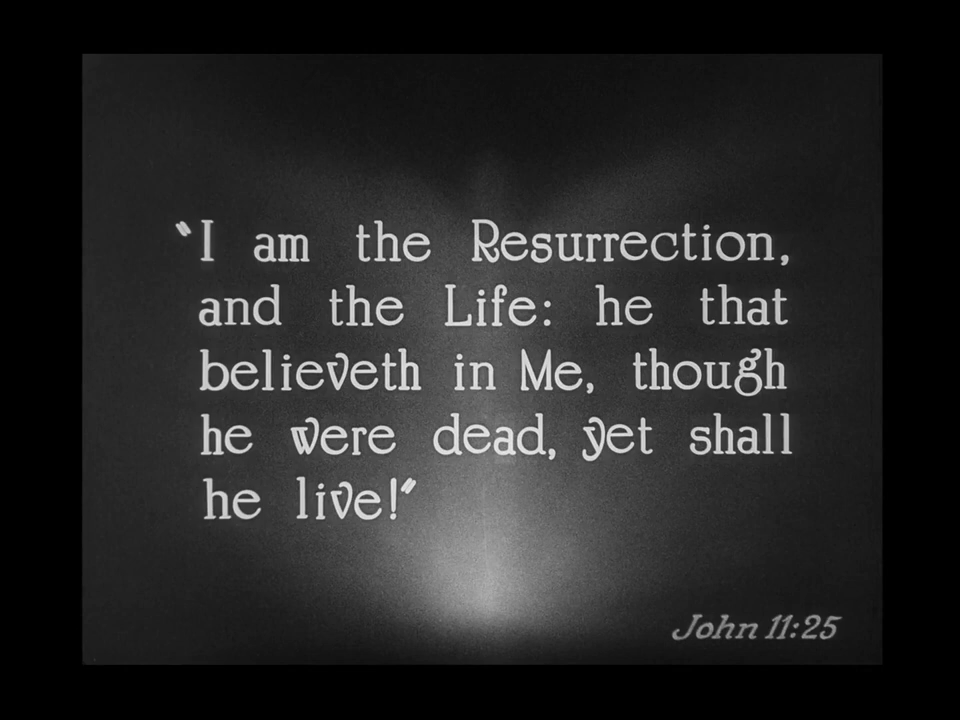 "I am the Resurrection,
and the Life: he that
believeth in Me, though
he were dead, yet shall
he live!"
John 11:25